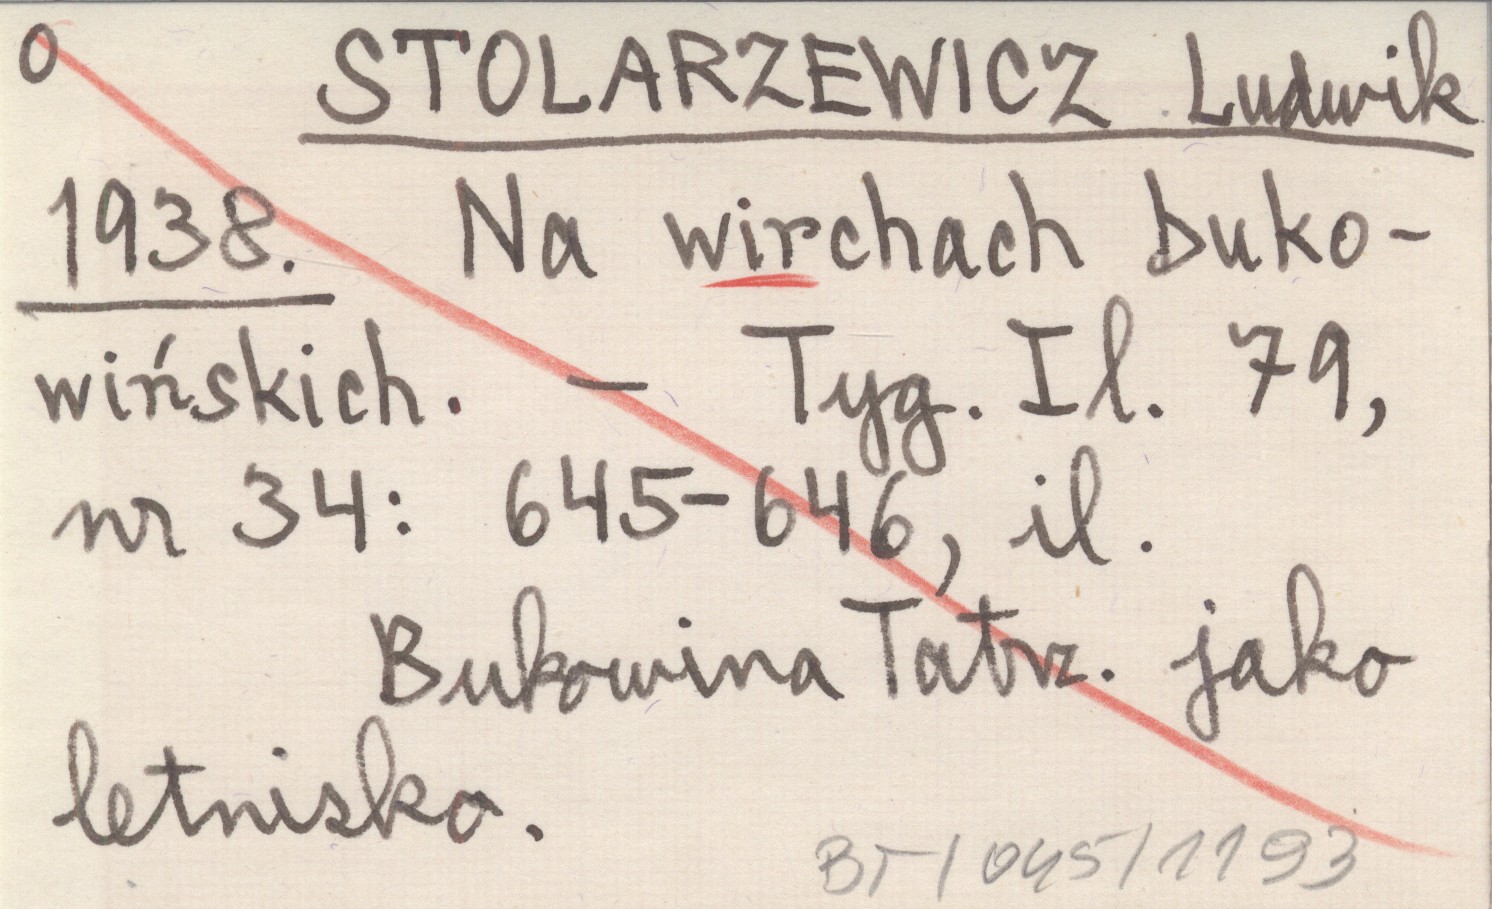 o STOLARZEWICZ Ludwik
1938. Na wirchach buko-
wińskich. — Tyg. Il. 79,
nr 34: 645-646, il.
Bukowina Tatrz. jako
letnisko.
BT/045/1193